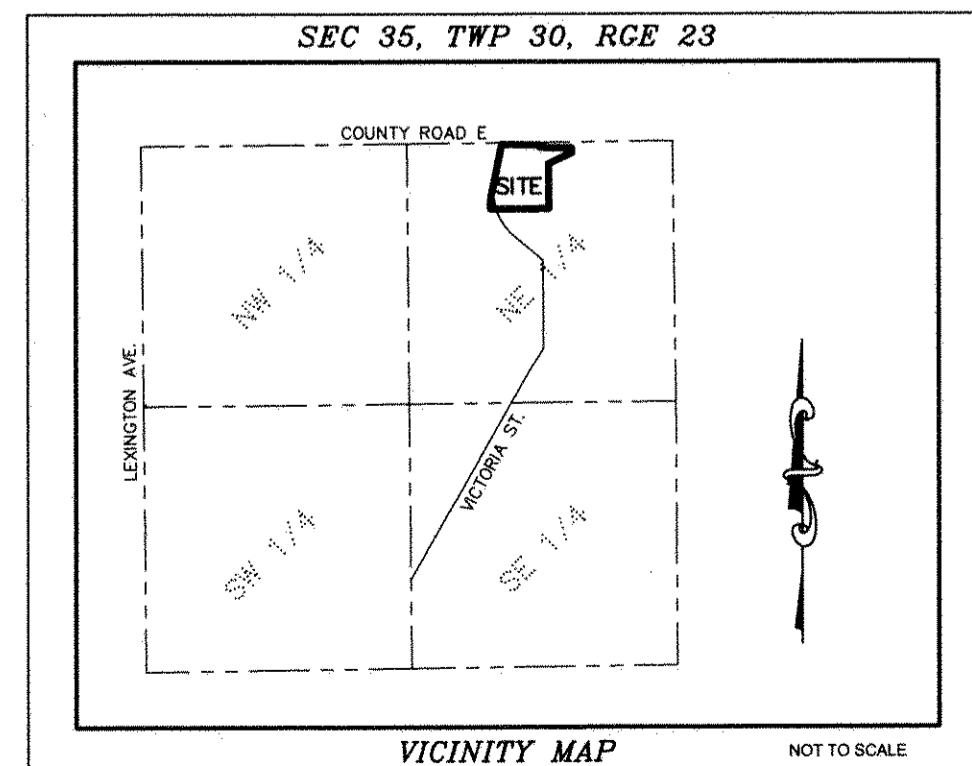 SEC 35, TWP 30, RGE 23
COUNTY ROAD E
SITE
NW 1/4
NE 1/4
LEXINGTON AVE.
VICTORIA ST.
SW 1/4
SE 1/4
VICINITY MAP
NOT TO SCALE